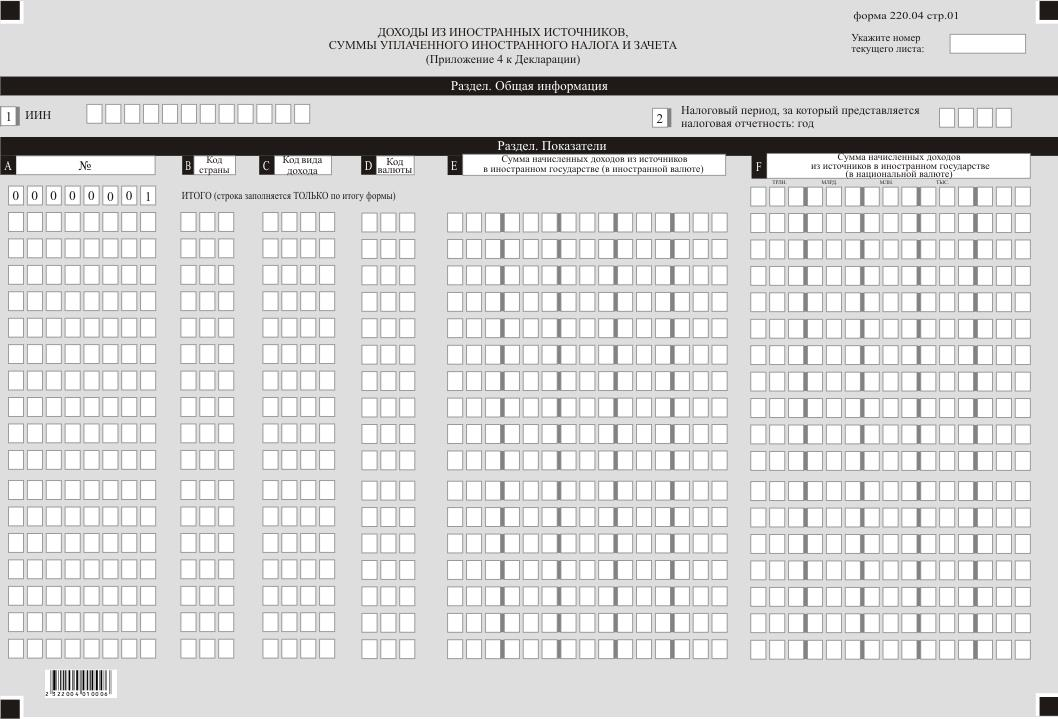 форма 220.04 стр.01
ДОХОДЫ ИЗ ИНОСТРАННЫХ ИСТОЧНИКОВ,
СУММЫ УПЛАЧЕННОГО ИНОСТРАННОГО НАЛОГА И ЗАЧЕТА
(Приложение 4 к Декларации)
Укажите номер
текущего листа:
Раздел. Общая информация
1 ИИН
2 Налоговый период, за который представляется
налоговая отчетность: год
Раздел. Показатели
A №
B Код
страны
C Код вида
дохода
D Код
валюты
E Сумма начисленных доходов из источников
в иностранном государстве (в иностранной валюте)
F Сумма начисленных доходов
из источников в иностранном государстве
(в национальной валюте)
ТРЛН. МЛРД. МЛН. ТЫС.
0 0 0 0 0 0 0 1 ИТОГО (строка заполняется ТОЛЬКО по итогу формы)